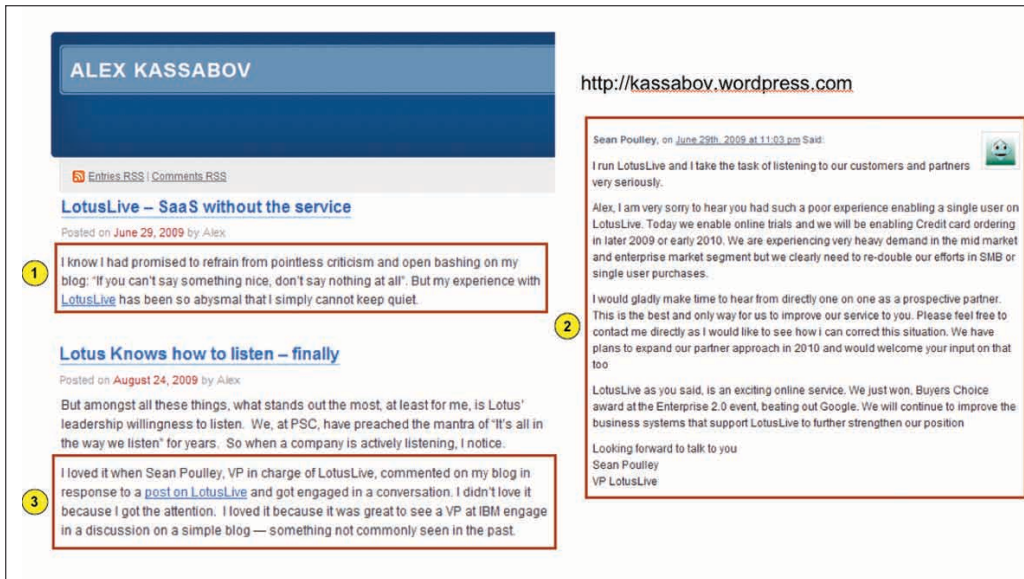 ALEX KASSABOV
Entries RSS | Comments RSS
LotusLive – SaaS without the service
Posted on June 29, 2009 by Alex
1
I know I had promised to refrain from pointless criticism and open bashing on my
blog: “If you can’t say something nice, don’t say nothing at all”. But my experience with
LotusLive has been so abysmal that I simply cannot keep quiet.
Lotus Knows how to listen – finally
Posted on August 24, 2009 by Alex
But amongst all these things, what stands out the most, at least for me, is Lotus’
leadership willingness to listen. We, at PSC, have preached the mantra of “It’s all in
the way we listen” for years. So when a company is actively listening, I notice.
3
I loved it when Sean Poulley, VP in charge of LotusLive, commented on my blog in
response to a post on LotusLive and got engaged in a conversation. I didn’t love it
because I got the attention. I loved it because it was great to see a VP at IBM engage
in a discussion on a simple blog — something not commonly seen in the past.
http://kassabov.wordpress.com
Sean Poulley, on June 29th, 2009 at 11:03 pm Said:
I run LotusLive and I take the task of listening to our customers and partners
very seriously.
Alex, I am very sorry to hear you had such a poor experience enabling a single user on
LotusLive. Today we enable online trials and we will be enabling Credit card ordering
in later 2009 or early 2010. We are experiencing very heavy demand in the mid market
and enterprise market segment but we clearly need to re-double our efforts in SMB or
single user purchases.
2
I would gladly make time to hear from directly one on one as a prospective partner.
This is the best and only way for us to improve our service to you. Please feel free to
contact me directly as I would like to see how i can correct this situation. We have
plans to expand our partner approach in 2010 and would welcome your input on that
too
LotusLive as you said, is an exciting online service. We just won, Buyers Choice
award at the Enterprise 2.0 event, beating out Google. We will continue to improve the
business systems that support LotusLive to further strengthen our position
Looking forward to talk to you
Sean Poulley
VP LotusLive